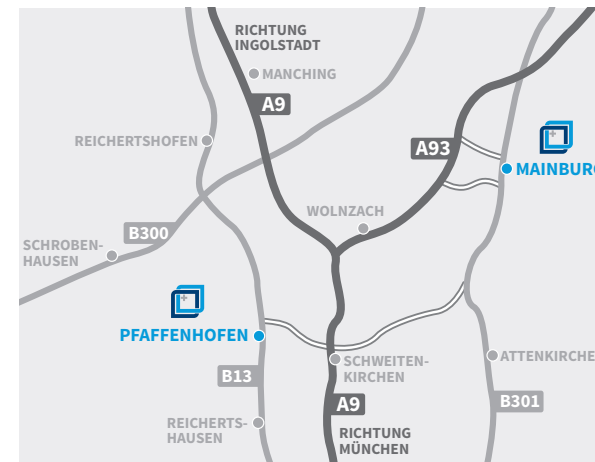 RICHTUNG
INGOLSTADT
MANCHING
A9
REICHERTSHOFEN
A93
MAINBURG
WOLNZACH
B300
SCHROBEN-
HAUSEN
PFAFFENHOFEN
SCHWEITEN-
KIRCHEN
ATTENKIRCHE
B13
A9
B301
REICHERTS-
HAUSEN
RICHTUNG
MÜNCHEN